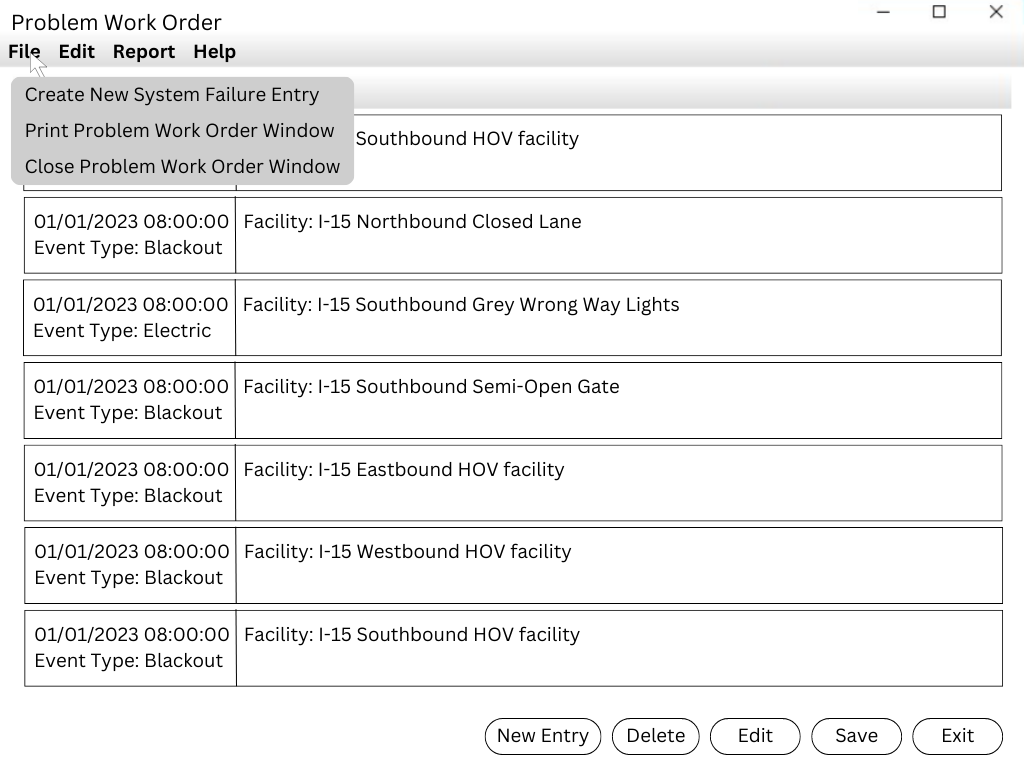 Problem Work Order
File Edit Report Help
Create New System Failure Entry
Print Problem Work Order Window
Close Problem Work Order Window
Southbound HOV facility
01/01/2023 08:00:00
Event Type: Blackout
Facility: I-15 Northbound Closed Lane
01/01/2023 08:00:00
Event Type: Electric
Facility: I-15 Southbound Grey Wrong Way Lights
01/01/2023 08:00:00
Event Type: Blackout
Facility: I-15 Southbound Semi-Open Gate
01/01/2023 08:00:00
Event Type: Blackout
Facility: I-15 Eastbound HOV facility
01/01/2023 08:00:00
Event Type: Blackout
Facility: I-15 Westbound HOV facility
01/01/2023 08:00:00
Event Type: Blackout
Facility: I-15 Southbound HOV facility
New Entry Delete Edit Save Exit